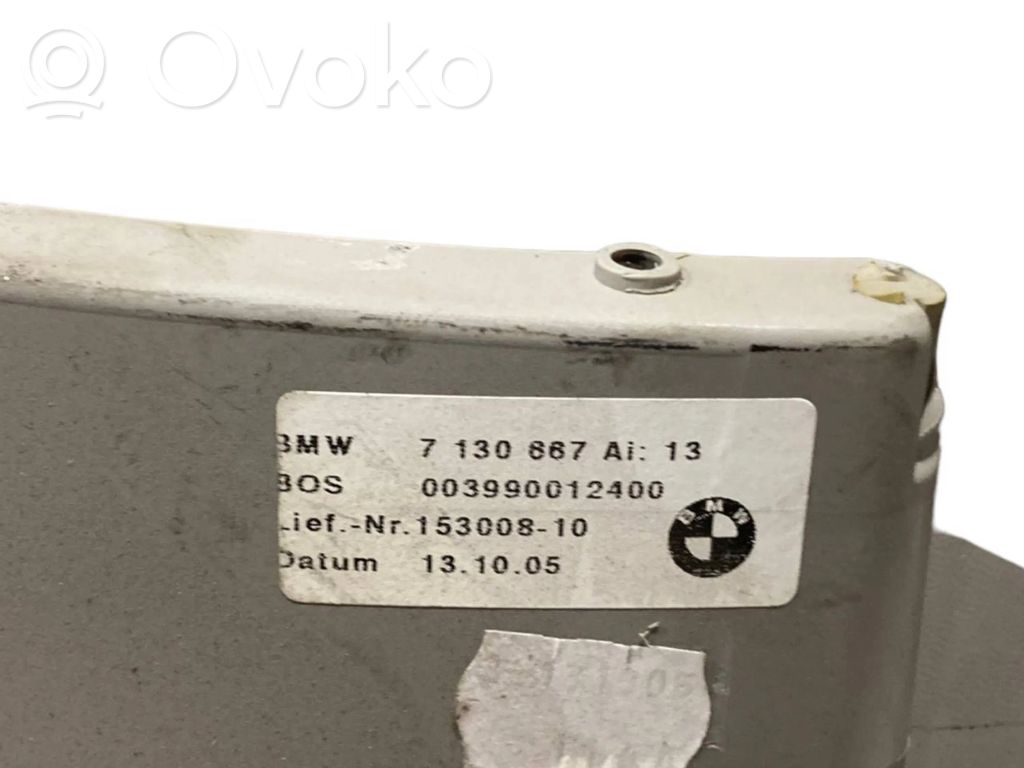 Ovoko
BMW 7 130 667 Ai: 13
BOS 003990012400
Lief.-Nr.153008-10
Datum 13.10.05
BMW